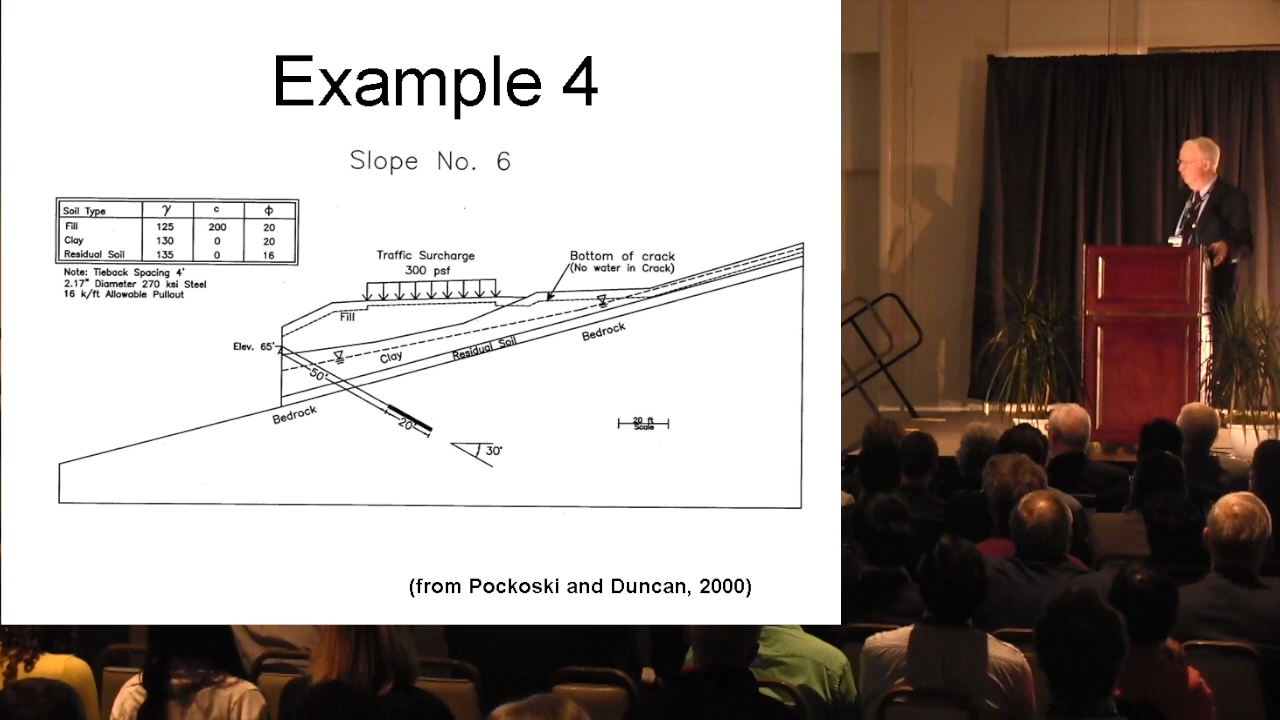 Example 4
Slope No. 6
Soil Type γ c ϕ
Fill 125 200 20
Clay 130 0 20
Residual Soil 135 0 16
Note: Tieback Spacing 4'
2.17" Diameter 270 ksi Steel
16 k/ft Allowable Pullout
Traffic Surcharge
300 psf
Bottom of crack
(No water in Crack)
Fill
Elev. 65'
Clay
Residual Soil
Bedrock
50'
Bedrock
20'
20 ft
Scale
30°
(from Pockoski and Duncan, 2000)